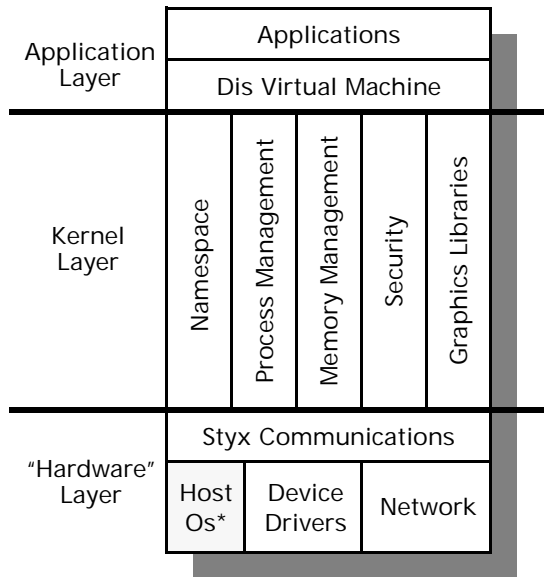 Application
Layer
Applications
Dis Virtual Machine
Kernel
Layer
Namespace
Process Management
Memory Management
Security
Graphics Libraries
“Hardware”
Layer
Styx Communications
Host
Os*
Device
Drivers
Network